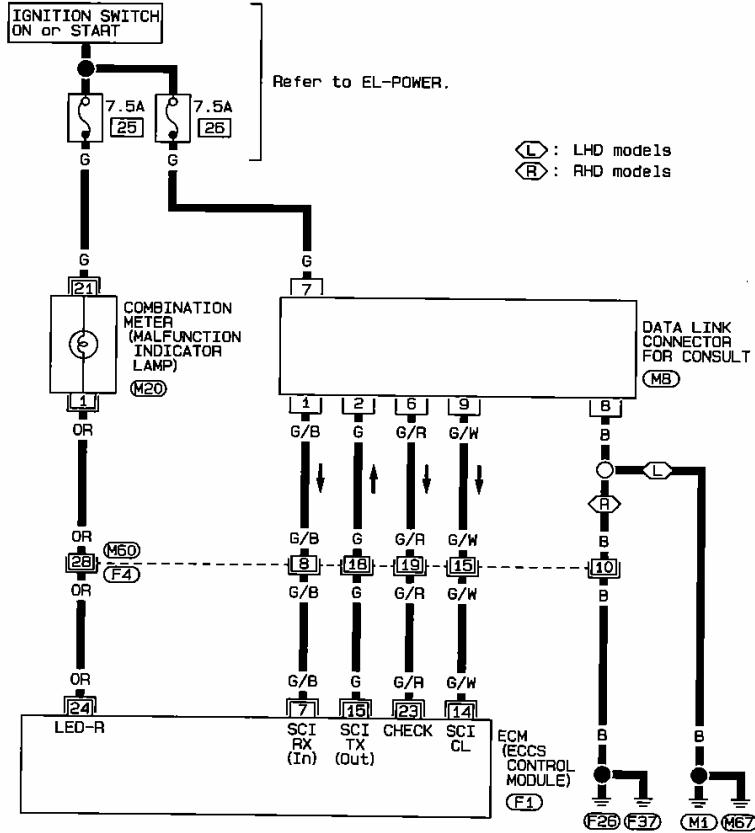 IGNITION SWITCH
ON or START
Refer to EL-POWER.
7.5A
25
7.5A
26
G
G
L : LHD models
R : RHD models
G
G
21
7
COMBINATION
METER
(MALFUNCTION
INDICATOR
LAMP)
M20
DATA LINK
CONNECTOR
FOR CONSULT
M8
1
1
2
6
9
8
OR
G/B
G
G/R
G/W
B
L
R
OR
G/B
G
G/R
G/W
B
M60
28
8
18
19
15
10
F4
OR
G/B
G
G/R
G/W
B
OR
G/B
G
G/R
G/W
24
7
15
23
14
LED-R
SCI
RX
(In)
SCI
TX
(Out)
CHECK
SCI
CL
ECM
(ECCS
CONTROL
MODULE)
F1
B
B
F26
F37
M1
M67